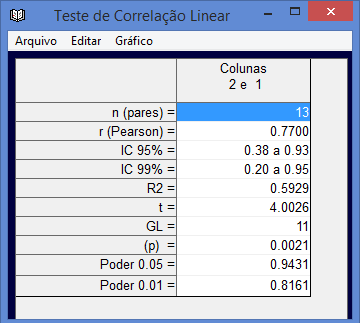 Teste de Correlação Linear
Arquivo Editar Gráfico
Colunas
2 e 1
n (pares) = 13
r (Pearson) = 0.7700
IC 95% = 0.38 a 0.93
IC 99% = 0.20 a 0.95
R2 = 0.5929
t = 4.0026
GL = 11
(p) = 0.0021
Poder 0.05 = 0.9431
Poder 0.01 = 0.8161